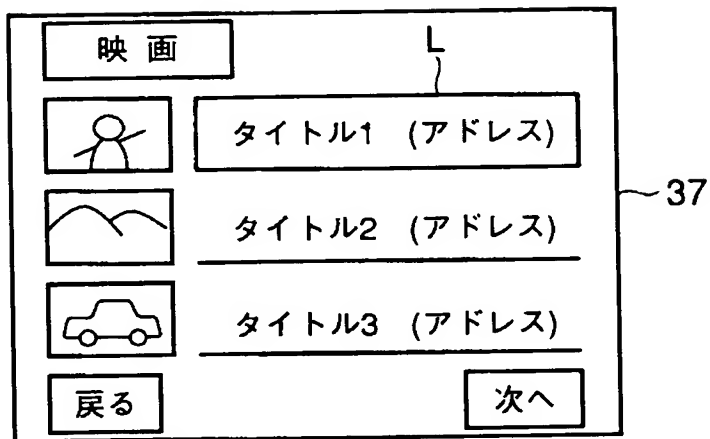 映 画
L
タイトル1 (アドレス)
タイトル2 (アドレス)
37
タイトル3 (アドレス)
戻る
次へ